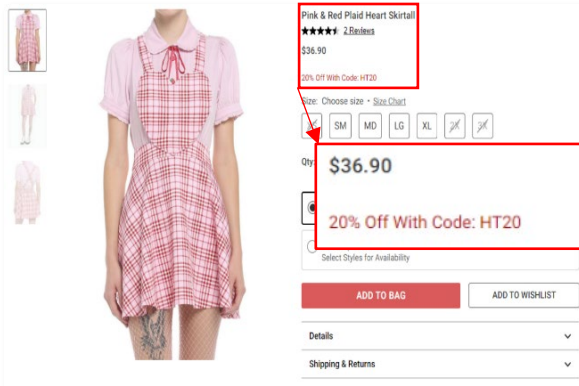 Pink & Red Plaid Heart Skirtall
2 Reviews
$36.90
20% Off With Code: HT20
Size: Choose size • Size Chart
SM MD LG XL 2X 3X
Qty:
$36.90
20% Off With Code: HT20
Select Styles for Availability
ADD TO BAG ADD TO WISHLIST
Details
Shipping & Returns